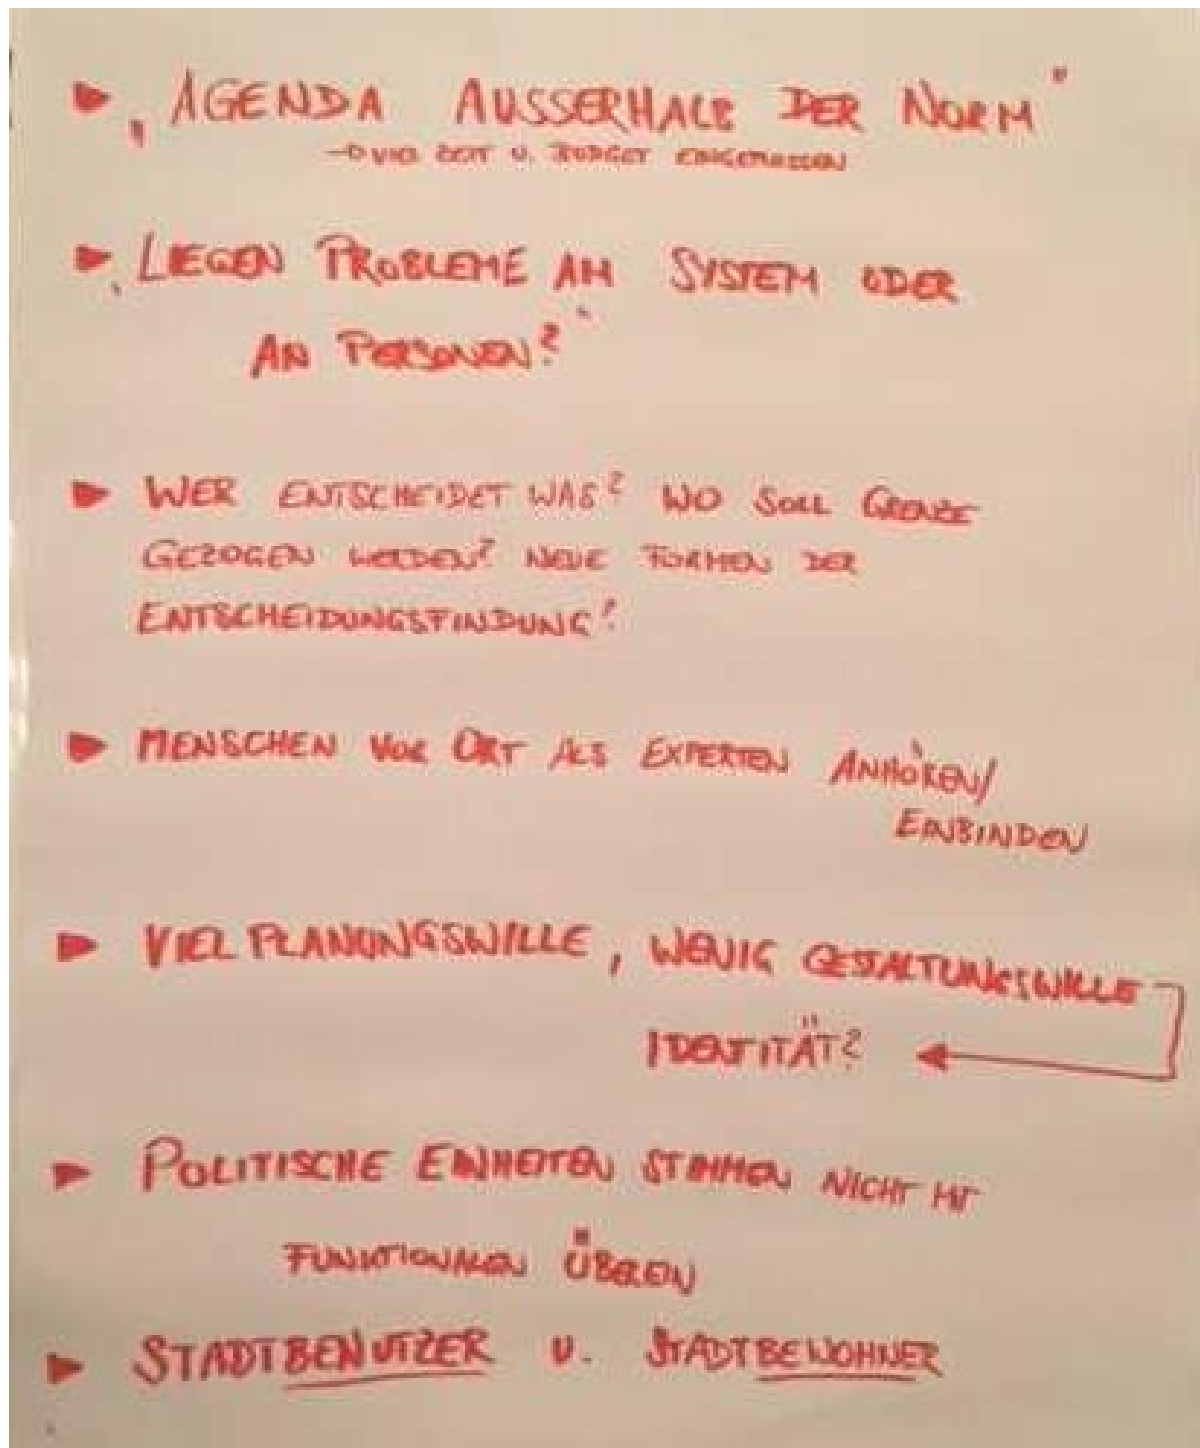 ► „AGENDA AUSSERHALB DER NORM"
→ VIEL ZEIT U. BUDGET
► „LIEGEN PROBLEME AM SYSTEM ODER
AN PERSONEN?"
► WER ENTSCHEIDET WAS? WO SOLL GRENZE
GEZOGEN WERDEN? NEUE FORMEN DER
ENTSCHEIDUNGSFINDUNG?
► MENSCHEN VOR ORT ALS EXPERTEN ANHÖREN/
EINBINDEN
► VIEL PLANUNGSWILLE, WENIG GESTALTUNGSWILLE
IDENTITÄT?
► POLITISCHE EINHEITEN STIMMEN NICHT MIT
FUNKTIONALEN ÜBEREIN
► STADTBENUTZER U. STADTBEWOHNER